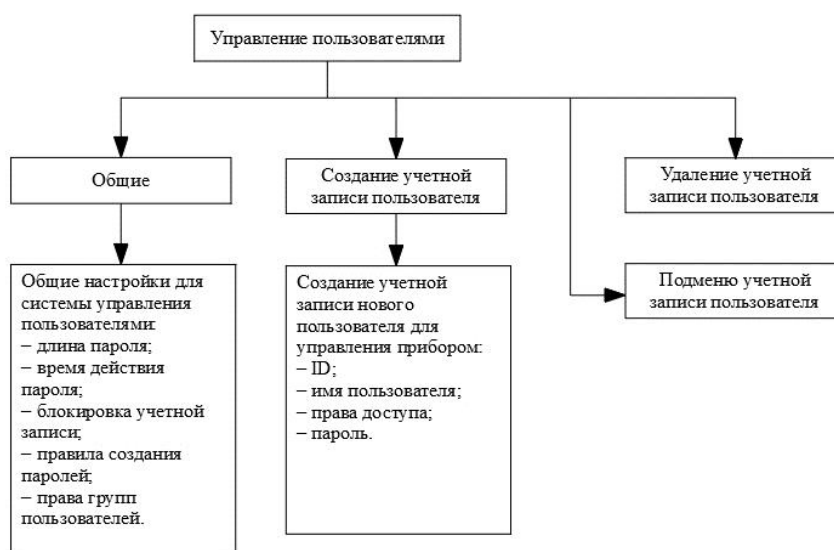 Управление пользователями
Общие
Создание учетной
записи пользователя
Удаление учетной
записи пользователя
Общие настройки для
системы управления
пользователями:
– длина пароля;
– время действия
пароля;
– блокировка учетной
записи;
– правила создания
паролей;
– права групп
пользователей.
Создание учетной
записи нового
пользователя для
управления прибором:
– ID;
– имя пользователя;
– права доступа;
– пароль.
Подменю учетной
записи пользователя